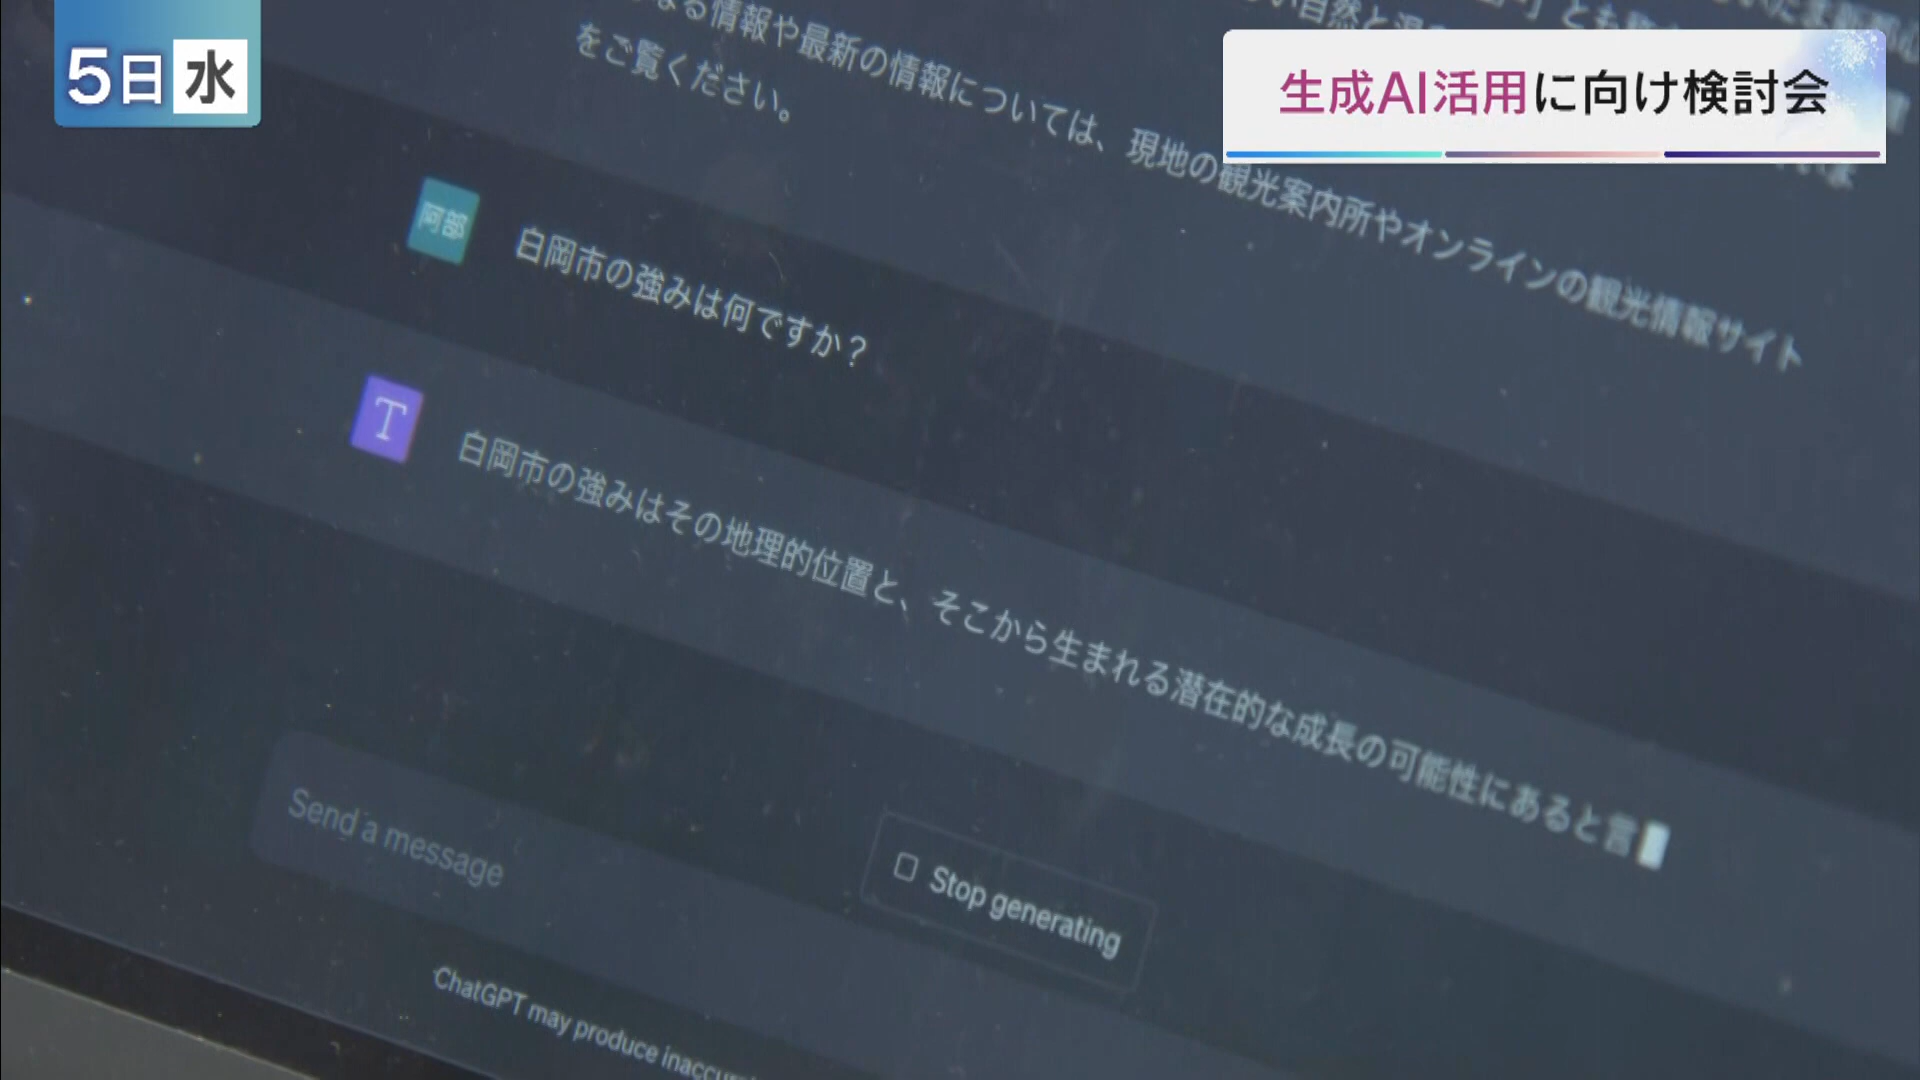 5日 水
生成AI活用に向け検討会
情報や最新の情報については、現地の観光案内所やオンラインの観光情報サイト
をご覧ください。
阿部
白岡市の強みは何ですか？
T
白岡市の強みはその地理的位置と、そこから生まれる潜在的な成長の可能性にあると言
Stop generating
Send a message
ChatGPT may produce